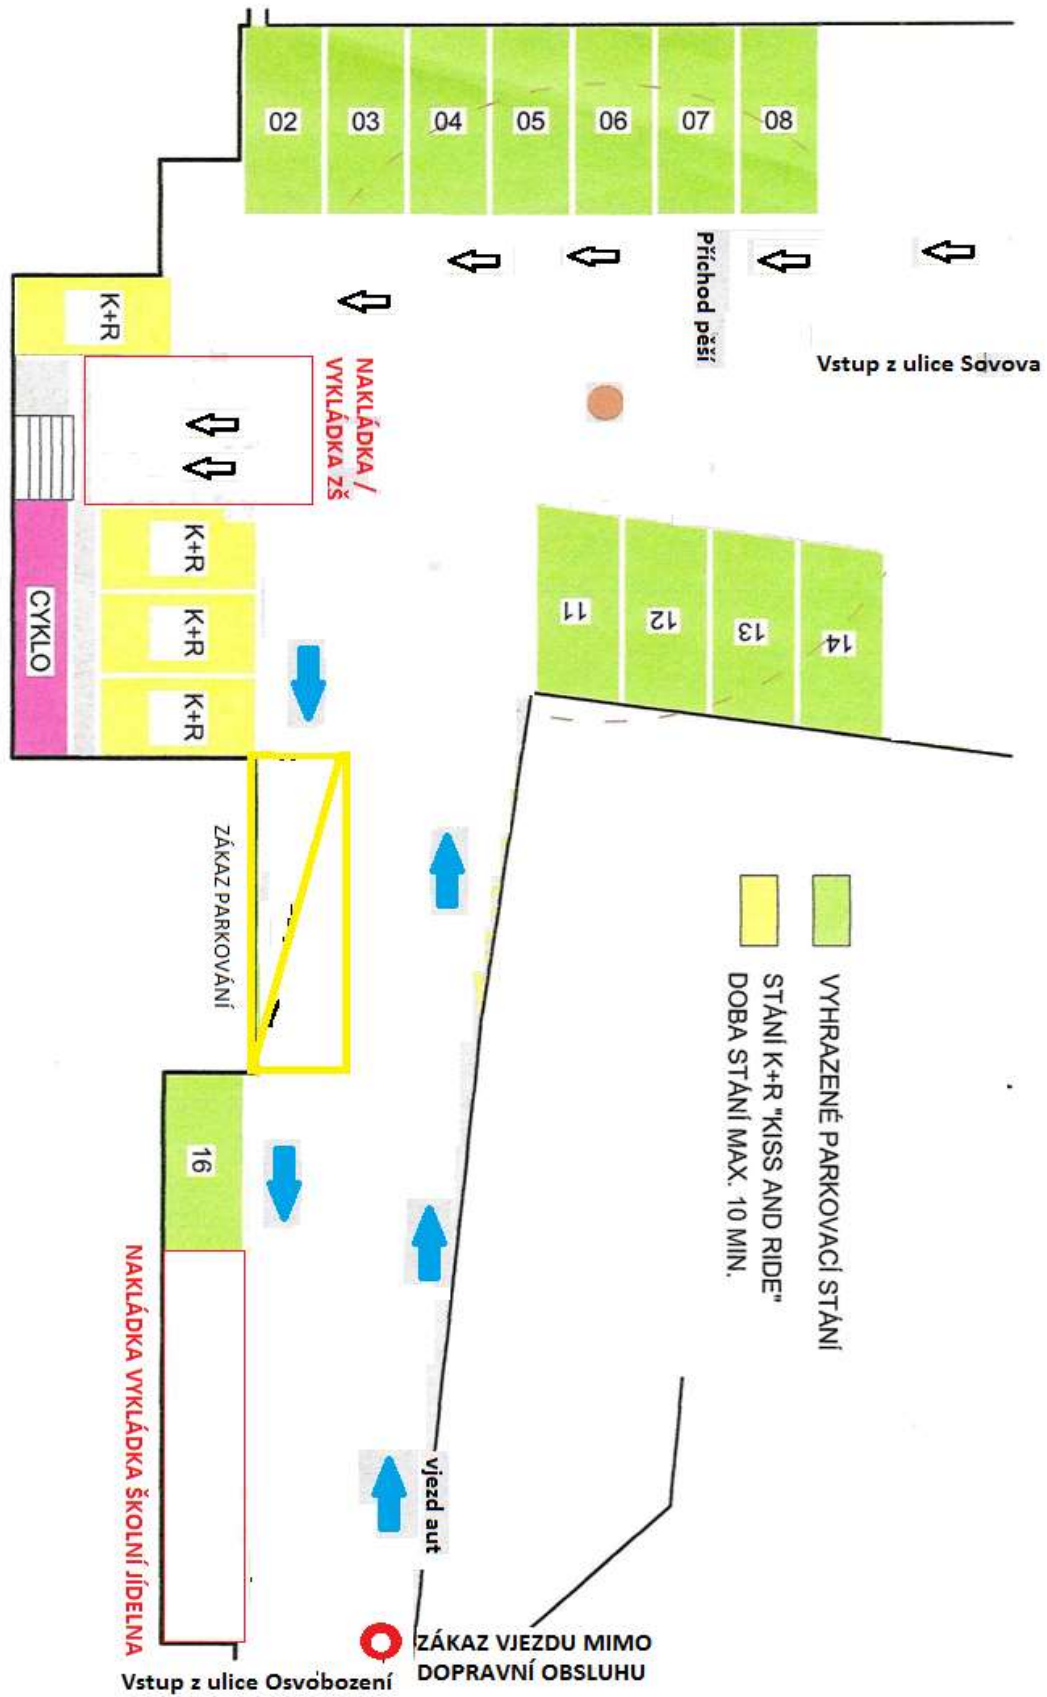 02
03
04
05
06
07
08
Příchod pěší
Vstup z ulice Sovova
K+R
NAKLÁDKA /
VYKLÁDKA ZŠ
K+R
K+R
K+R
CYKLO
11
12
13
14
ZÁKAZ PARKOVÁNÍ
VYHRAZENÉ PARKOVACÍ STÁNÍ
STÁNÍ K+R "KISS AND RIDE"
DOBA STÁNÍ MAX. 10 MIN.
16
NAKLÁDKA VYKLÁDKA ŠKOLNÍ JÍDELNA
vjezd aut
ZÁKAZ VJEZDU MIMO
DOPRAVNÍ OBSLUHU
Vstup z ulice Osvobození